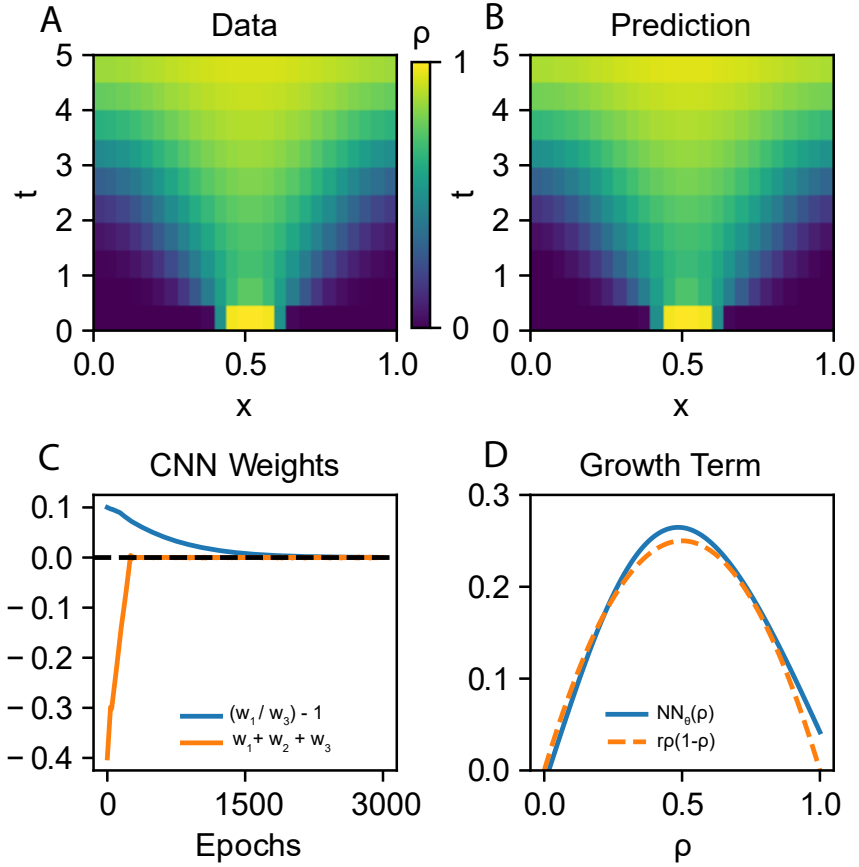 A
Data
ρ
B
Prediction
5
4
3
2
1
0
t
0.0
0.5
1.0
x
1
0
5
4
3
2
1
0
t
0.0
0.5
1.0
x
C
CNN Weights
0.1
0.0
−0.1
−0.2
−0.3
−0.4
(w₁ / w₃) - 1
w₁+ w₂ + w₃
0
1500
3000
Epochs
D
Growth Term
0.3
0.2
0.1
0.0
NN_θ(ρ)
rρ(1-ρ)
0.0
0.5
1.0
ρ